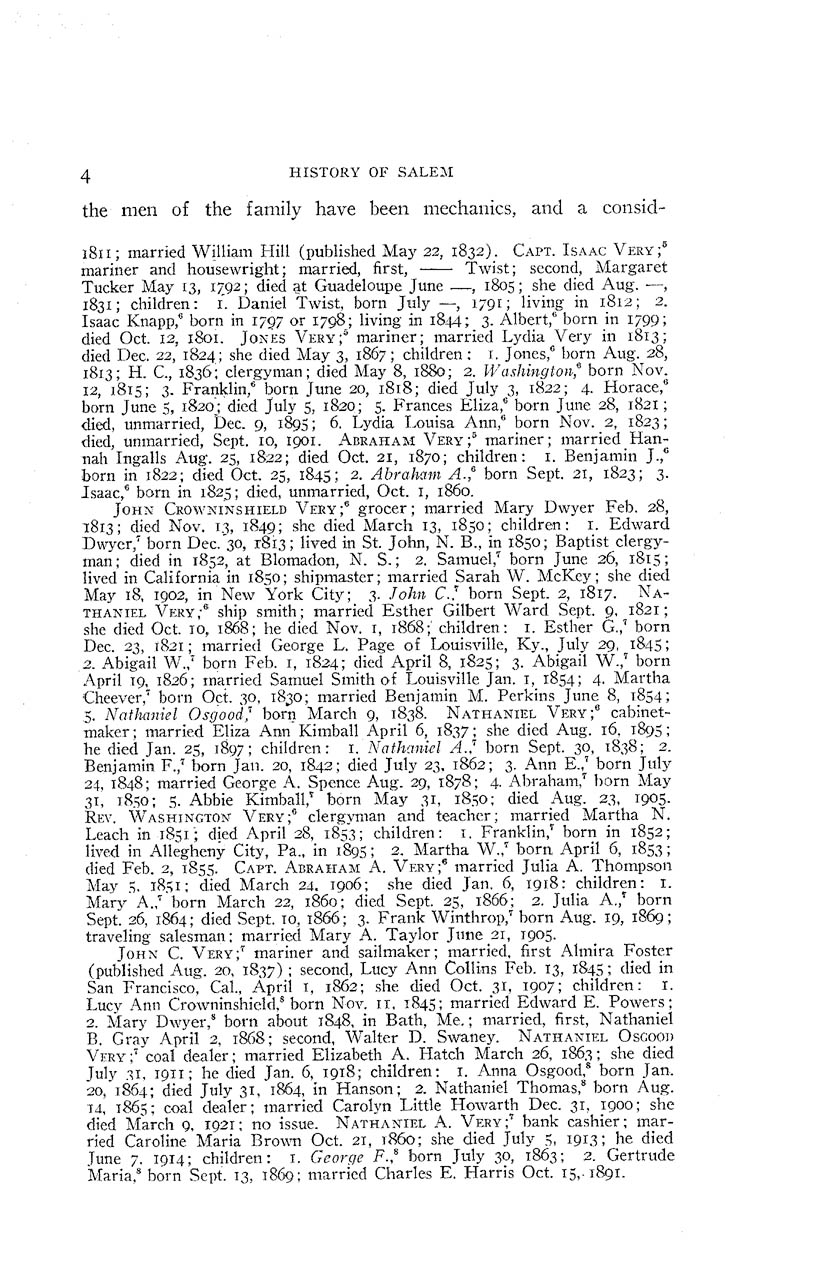 4 HISTORY OF SALEM
the men of the family have been mechanics, and a consid-
1811; married William Hill (published May 22, 1832). CAPT. ISAAC VERY;⁵
mariner and housewright; married, first, —— Twist; second, Margaret
Tucker May 13, 1792; died at Guadeloupe June —, 1805; she died Aug. —,
1831; children: 1. Daniel Twist, born July —, 1791; living in 1812; 2.
Isaac Knapp,⁶ born in 1797 or 1798; living in 1844; 3. Albert,⁶ born in 1799;
died Oct. 12, 1801. JONES VERY;⁵ mariner; married Lydia Very in 1813;
died Dec. 22, 1824; she died May 3, 1867; children: 1. Jones,⁶ born Aug. 28,
1813; H. C., 1836; clergyman; died May 8, 1880; 2. Washington,⁶ born Nov.
12, 1815; 3. Franklin,⁶ born June 20, 1818; died July 3, 1822; 4. Horace,⁶
born June 5, 1820; died July 5, 1820; 5. Frances Eliza,⁶ born June 28, 1821;
died, unmarried, Dec. 9, 1895; 6. Lydia Louisa Ann,⁶ born Nov. 2, 1823;
died, unmarried, Sept. 10, 1901. ABRAHAM VERY;⁵ mariner; married Han-
nah Ingalls Aug. 25, 1822; died Oct. 21, 1870; children: 1. Benjamin J.,⁶
born in 1822; died Oct. 25, 1845; 2. Abraham A.,⁶ born Sept. 21, 1823; 3.
Isaac,⁶ born in 1825; died, unmarried, Oct. 1, 1860.
JOHN CROWNINSHIELD VERY;⁶ grocer; married Mary Dwyer Feb. 28,
1813; died Nov. 13, 1849; she died March 13, 1850; children: 1. Edward
Dwyer,⁷ born Dec. 30, 1813; lived in St. John, N. B., in 1850; Baptist clergy-
man; died in 1852, at Blomadon, N. S.; 2. Samuel,⁷ born June 26, 1815;
lived in California in 1850; shipmaster; married Sarah W. McKey; she died
May 18, 1902, in New York City; 3. John C.,⁷ born Sept. 2, 1817. NA-
THANIEL VERY;⁶ ship smith; married Esther Gilbert Ward Sept. 9, 1821;
she died Oct. 10, 1868; he died Nov. 1, 1868; children: 1. Esther G.,⁷ born
Dec. 23, 1821; married George L. Page of Louisville, Ky., July 29, 1845;
2. Abigail W.,⁷ born Feb. 1, 1824; died April 8, 1825; 3. Abigail W.,⁷ born
April 19, 1826; married Samuel Smith of Louisville Jan. 1, 1854; 4. Martha
Cheever,⁷ born Oct. 30, 1830; married Benjamin M. Perkins June 8, 1854;
5. Nathaniel Osgood,⁷ born March 9, 1838. NATHANIEL VERY;⁶ cabinet-
maker; married Eliza Ann Kimball April 6, 1837; she died Aug. 16, 1895;
he died Jan. 25, 1897; children: 1. Nathaniel A.,⁷ born Sept. 30, 1838; 2.
Benjamin F.,⁷ born Jan. 20, 1842; died July 23, 1862; 3. Ann E.,⁷ born July
24, 1848; married George A. Spence Aug. 29, 1878; 4. Abraham,⁷ born May
31, 1850; 5. Abbie Kimball,⁷ born May 31, 1850; died Aug. 23, 1905.
REV. WASHINGTON VERY;⁶ clergyman and teacher; married Martha N.
Leach in 1851; died April 28, 1853; children: 1. Franklin,⁷ born in 1852;
lived in Allegheny City, Pa., in 1895; 2. Martha W.,⁷ born April 6, 1853;
died Feb. 2, 1855. CAPT. ABRAHAM A. VERY;⁶ married Julia A. Thompson
May 5, 1851; died March 24, 1906; she died Jan. 6, 1918; children: 1.
Mary A.,⁷ born March 22, 1860; died Sept. 25, 1866; 2. Julia A.,⁷ born
Sept. 26, 1864; died Sept. 10, 1866; 3. Frank Winthrop,⁷ born Aug. 19, 1869;
traveling salesman; married Mary A. Taylor June 21, 1905.
JOHN C. VERY;⁷ mariner and sailmaker; married, first Almira Foster
(published Aug. 20, 1837); second, Lucy Ann Collins Feb. 13, 1845; died in
San Francisco, Cal., April 1, 1862; she died Oct. 31, 1907; children: 1.
Lucy Ann Crowninshield,⁸ born Nov. 11, 1845; married Edward E. Powers;
2. Mary Dwyer,⁸ born about 1848, in Bath, Me.; married, first, Nathaniel
B. Gray April 2, 1868; second, Walter D. Swaney. NATHANIEL OSGOOD
VERY;⁷ coal dealer; married Elizabeth A. Hatch March 26, 1863; she died
July 31, 1911; he died Jan. 6, 1918; children: 1. Anna Osgood,⁸ born Jan.
20, 1864; died July 31, 1864, in Hanson; 2. Nathaniel Thomas,⁸ born Aug.
14, 1865; coal dealer; married Carolyn Little Howarth Dec. 31, 1900; she
died March 9, 1921; no issue. NATHANIEL A. VERY;⁷ bank cashier; mar-
ried Caroline Maria Brown Oct. 21, 1860; she died July 5, 1913; he died
June 7, 1914; children: 1. George F.,⁸ born July 30, 1863; 2. Gertrude
Maria,⁸ born Sept. 13, 1869; married Charles E. Harris Oct. 15, 1891.